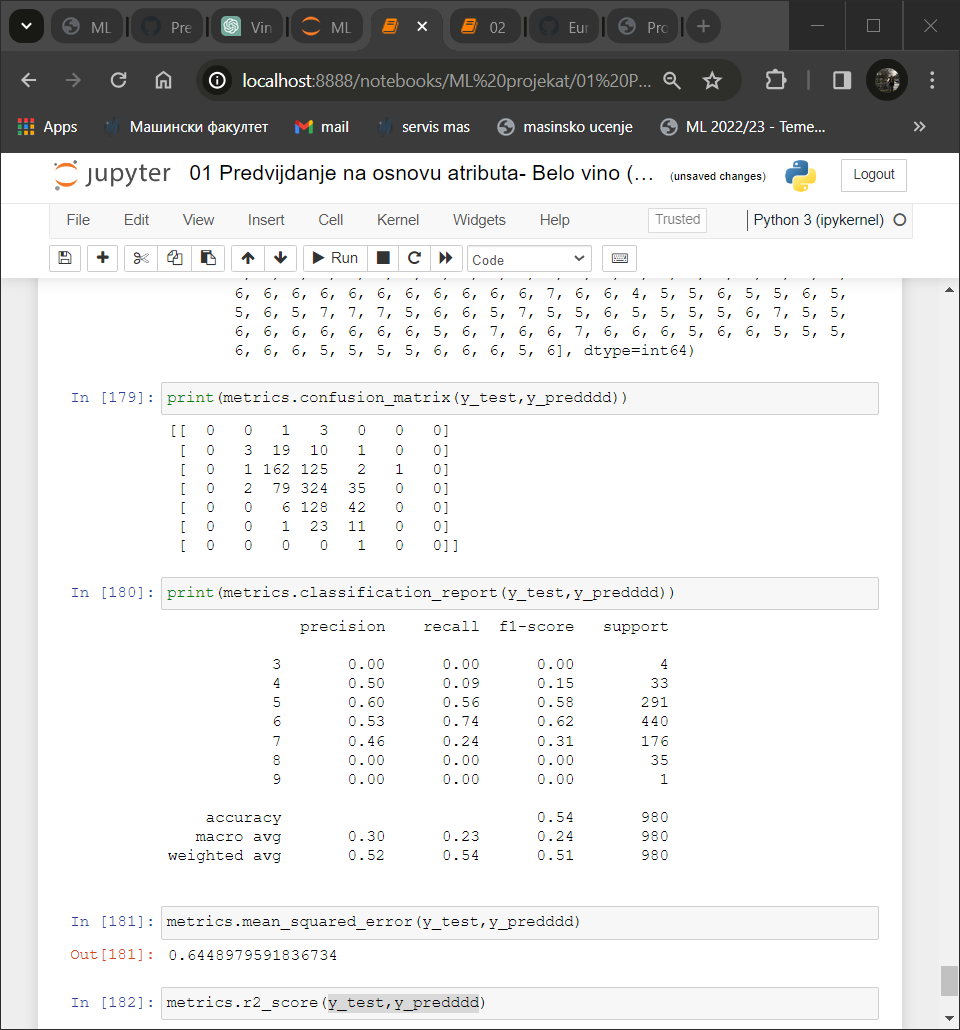 ML
Pre
Vin
ML
02
Eur
Pro
localhost:8888/notebooks/ML%20projekat/01%20P...
Apps
Машински факултет
mail
servis mas
masinsko ucenje
ML 2022/23 - Teme...
jupyter
01 Predvijdanje na osnovu atributa- Belo vino (...
(unsaved changes)
Logout
File Edit View Insert Cell Kernel Widgets Help
Trusted
Python 3 (ipykernel)
Run
Code
6, 6, 6, 6, 6, 6, 6, 6, 6, 6, 6, 7, 6, 6, 4, 5, 5, 6, 5, 5, 6, 5,
5, 6, 5, 7, 7, 7, 5, 6, 6, 5, 7, 5, 5, 6, 5, 5, 5, 5, 6, 7, 5, 5,
6, 6, 6, 6, 6, 6, 6, 5, 6, 7, 6, 6, 7, 6, 6, 6, 5, 6, 6, 5, 5, 5,
6, 6, 6, 5, 5, 5, 5, 6, 6, 6, 5, 6], dtype=int64)
In [179]: print(metrics.confusion_matrix(y_test,y_predddd))
[[ 0 0 1 3 0 0 0]
[ 0 3 19 10 1 0 0]
[ 0 1 162 125 2 1 0]
[ 0 2 79 324 35 0 0]
[ 0 0 6 128 42 0 0]
[ 0 0 1 23 11 0 0]
[ 0 0 0 0 1 0 0]]
In [180]: print(metrics.classification_report(y_test,y_predddd))
precision recall f1-score support
3 0.00 0.00 0.00 4
4 0.50 0.09 0.15 33
5 0.60 0.56 0.58 291
6 0.53 0.74 0.62 440
7 0.46 0.24 0.31 176
8 0.00 0.00 0.00 35
9 0.00 0.00 0.00 1
accuracy 0.54 980
macro avg 0.30 0.23 0.24 980
weighted avg 0.52 0.54 0.51 980
In [181]: metrics.mean_squared_error(y_test,y_predddd)
Out[181]: 0.6448979591836734
In [182]: metrics.r2_score(y_test,y_predddd)